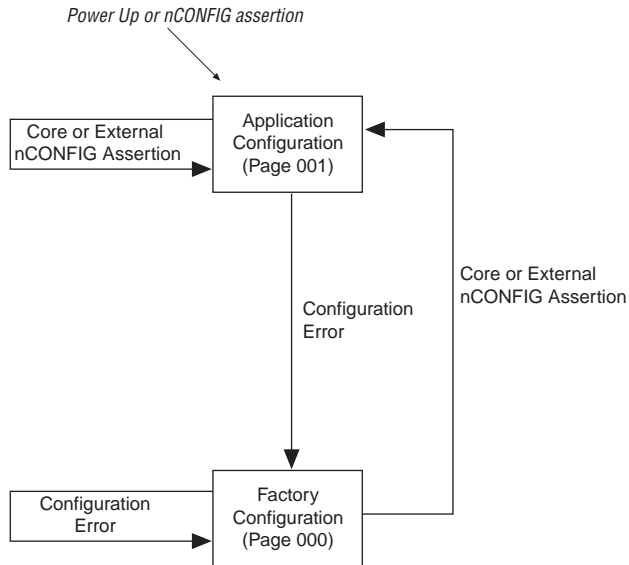 Power Up or nCONFIG assertion
Application
Configuration
(Page 001)
Core or External
nCONFIG Assertion
Core or External
nCONFIG Assertion
Configuration
Error
Factory
Configuration
(Page 000)
Configuration
Error